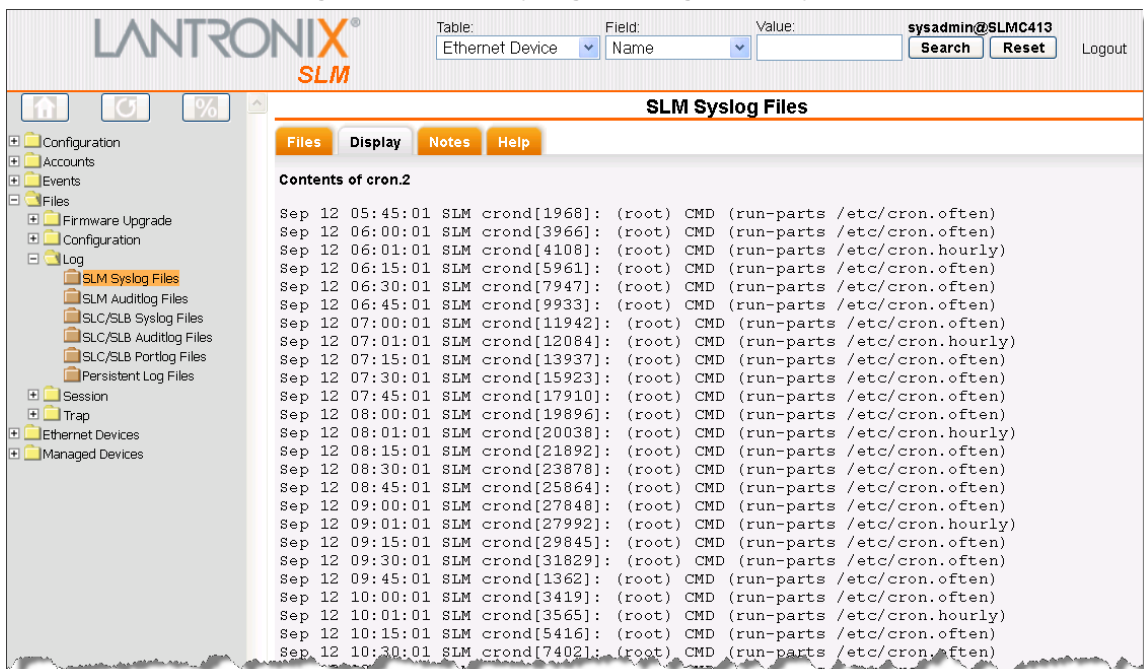 LANTRONIX®
SLM
Table:
Ethernet Device
Field:
Name
Value:
sysadmin@SLMC413
Search
Reset
Logout
Configuration
Accounts
Events
Files
Firmware Upgrade
Configuration
Log
SLM Syslog Files
SLM Auditlog Files
SLC/SLB Syslog Files
SLC/SLB Auditlog Files
SLC/SLB Portlog Files
Persistent Log Files
Session
Trap
Ethernet Devices
Managed Devices
SLM Syslog Files
Files Display Notes Help
Contents of cron.2
Sep 12 05:45:01 SLM crond[1968]: (root) CMD (run-parts /etc/cron.often)
Sep 12 06:00:01 SLM crond[3966]: (root) CMD (run-parts /etc/cron.often)
Sep 12 06:01:01 SLM crond[4108]: (root) CMD (run-parts /etc/cron.hourly)
Sep 12 06:15:01 SLM crond[5961]: (root) CMD (run-parts /etc/cron.often)
Sep 12 06:30:01 SLM crond[7947]: (root) CMD (run-parts /etc/cron.often)
Sep 12 06:45:01 SLM crond[9933]: (root) CMD (run-parts /etc/cron.often)
Sep 12 07:00:01 SLM crond[11942]: (root) CMD (run-parts /etc/cron.often)
Sep 12 07:01:01 SLM crond[12084]: (root) CMD (run-parts /etc/cron.hourly)
Sep 12 07:15:01 SLM crond[13937]: (root) CMD (run-parts /etc/cron.often)
Sep 12 07:30:01 SLM crond[15923]: (root) CMD (run-parts /etc/cron.often)
Sep 12 07:45:01 SLM crond[17910]: (root) CMD (run-parts /etc/cron.often)
Sep 12 08:00:01 SLM crond[19896]: (root) CMD (run-parts /etc/cron.often)
Sep 12 08:01:01 SLM crond[20038]: (root) CMD (run-parts /etc/cron.hourly)
Sep 12 08:15:01 SLM crond[21892]: (root) CMD (run-parts /etc/cron.often)
Sep 12 08:30:01 SLM crond[23878]: (root) CMD (run-parts /etc/cron.often)
Sep 12 08:45:01 SLM crond[25864]: (root) CMD (run-parts /etc/cron.often)
Sep 12 09:00:01 SLM crond[27848]: (root) CMD (run-parts /etc/cron.often)
Sep 12 09:01:01 SLM crond[27992]: (root) CMD (run-parts /etc/cron.hourly)
Sep 12 09:15:01 SLM crond[29845]: (root) CMD (run-parts /etc/cron.often)
Sep 12 09:30:01 SLM crond[31829]: (root) CMD (run-parts /etc/cron.often)
Sep 12 09:45:01 SLM crond[1362]: (root) CMD (run-parts /etc/cron.often)
Sep 12 10:00:01 SLM crond[3419]: (root) CMD (run-parts /etc/cron.often)
Sep 12 10:01:01 SLM crond[3565]: (root) CMD (run-parts /etc/cron.hourly)
Sep 12 10:15:01 SLM crond[5416]: (root) CMD (run-parts /etc/cron.often)
Sep 12 10:30:01 SLM crond[7402]: (root) CMD (run-parts /etc/cron.often)